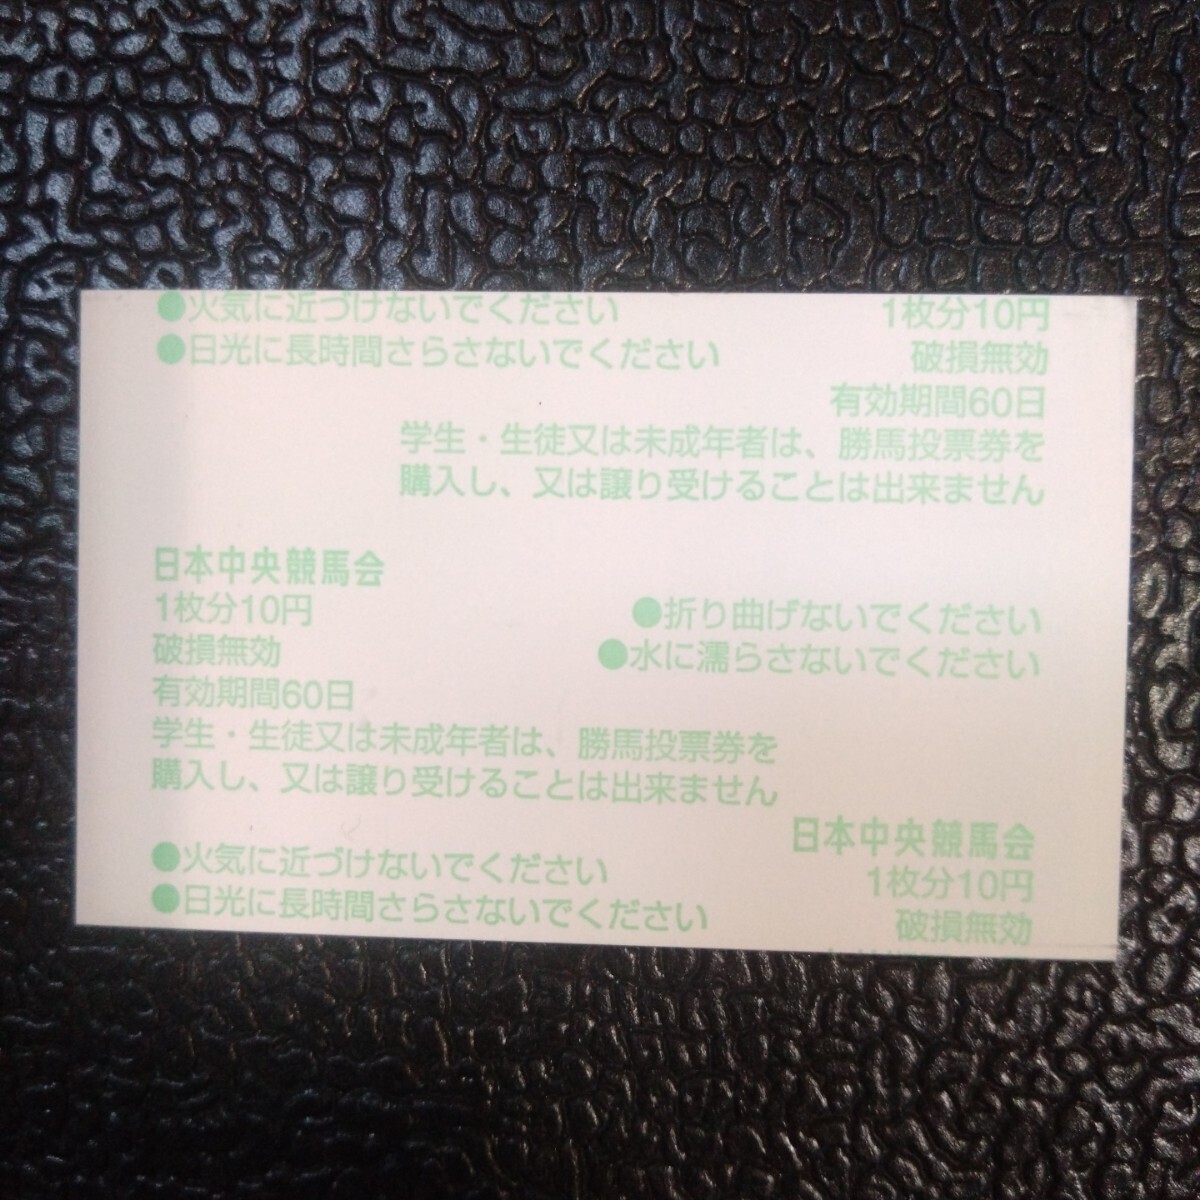 ●火気に近づけないでください
1枚分10円
●日光に長時間さらさないでください
破損無効
有効期間60日
学生・生徒又は未成年者は、勝馬投票券を
購入し、又は譲り受けることは出来ません
日本中央競馬会
1枚分10円
●折り曲げないでください
破損無効
●水に濡らさないでください
有効期間60日
学生・生徒又は未成年者は、勝馬投票券を
購入し、又は譲り受けることは出来ません
日本中央競馬会
●火気に近づけないでください
1枚分10円
●日光に長時間さらさないでください
破損無効